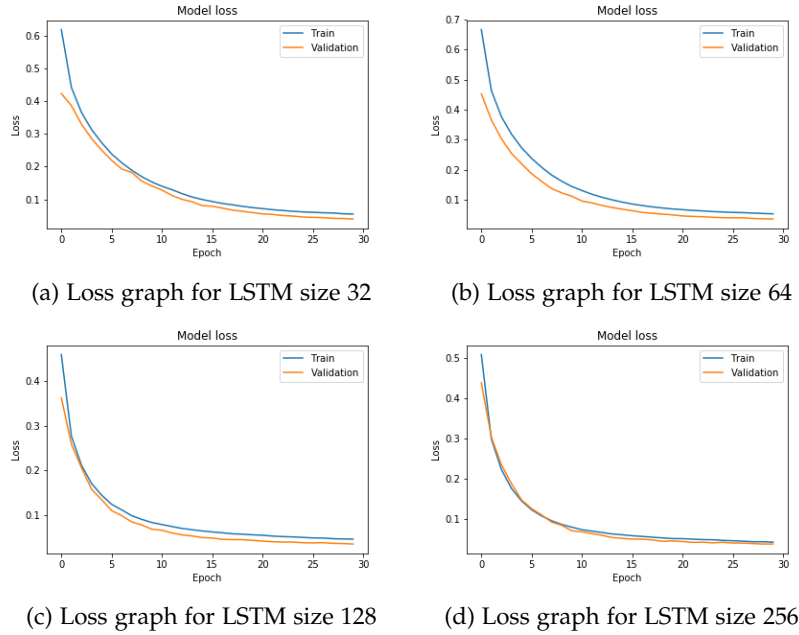 Model loss
Train
Validation
0.6
0.5
0.4
0.3
0.2
0.1
Loss
0 5 10 15 20 25 30
Epoch
(a) Loss graph for LSTM size 32
Model loss
Train
Validation
0.7
0.6
0.5
0.4
0.3
0.2
0.1
Loss
0 5 10 15 20 25 30
Epoch
(b) Loss graph for LSTM size 64
Model loss
Train
Validation
0.4
0.3
0.2
0.1
Loss
0 5 10 15 20 25 30
Epoch
(c) Loss graph for LSTM size 128
Model loss
Train
Validation
0.5
0.4
0.3
0.2
0.1
Loss
0 5 10 15 20 25 30
Epoch
(d) Loss graph for LSTM size 256